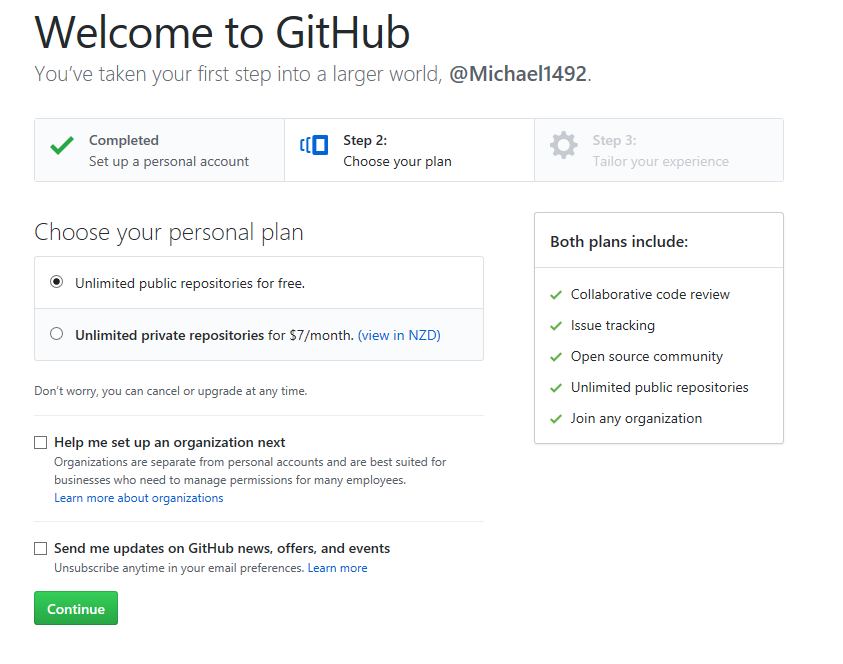 Welcome to GitHub
You’ve taken your first step into a larger world, @Michael1492.
Completed
Set up a personal account
Step 2:
Choose your plan
Step 3:
Tailor your experience
Choose your personal plan
Unlimited public repositories for free.
Unlimited private repositories for $7/month. (view in NZD)
Don’t worry, you can cancel or upgrade at any time.
Help me set up an organization next
Organizations are separate from personal accounts and are best suited for
businesses who need to manage permissions for many employees.
Learn more about organizations
Send me updates on GitHub news, offers, and events
Unsubscribe anytime in your email preferences. Learn more
Continue
Both plans include:
Collaborative code review
Issue tracking
Open source community
Unlimited public repositories
Join any organization